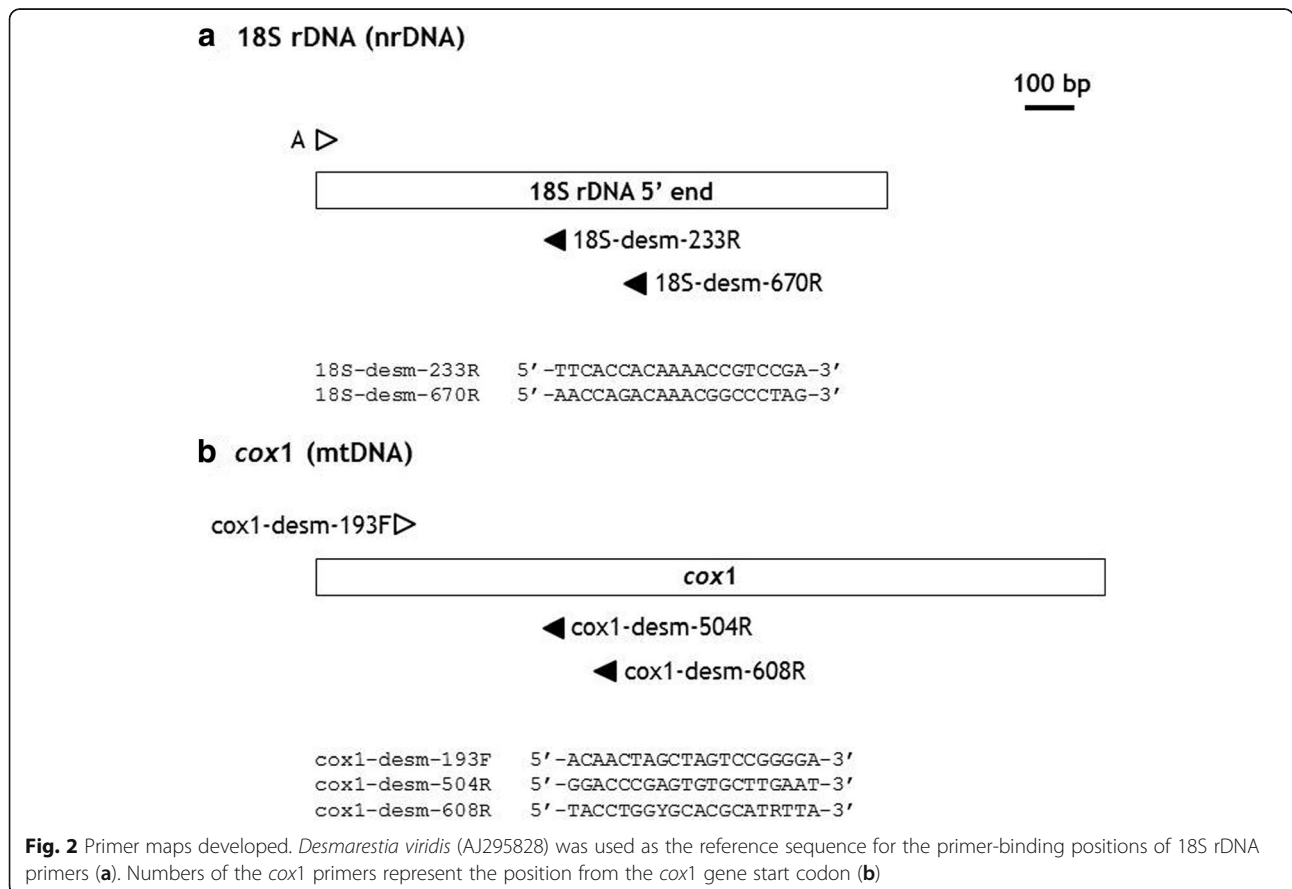 a 18S rDNA (nrDNA)
100 bp
A
18S rDNA 5’ end
18S-desm-233R
18S-desm-670R
18S-desm-233R 5’-TTCACCACAAAACCGTCCGA-3’
18S-desm-670R 5’-AACCAGACAAACGGCCCTAG-3’
b cox1 (mtDNA)
cox1-desm-193F
cox1
cox1-desm-504R
cox1-desm-608R
cox1-desm-193F 5’-ACAACTAGCTAGTCCGGGGA-3’
cox1-desm-504R 5’-GGACCCGAGTGTGCTTGAAT-3’
cox1-desm-608R 5’-TACCTGGYGCACGCATRTTA-3’
Fig. 2 Primer maps developed. Desmarestia viridis (AJ295828) was used as the reference sequence for the primer-binding positions of 18S rDNA
primers (a). Numbers of the cox1 primers represent the position from the cox1 gene start codon (b)